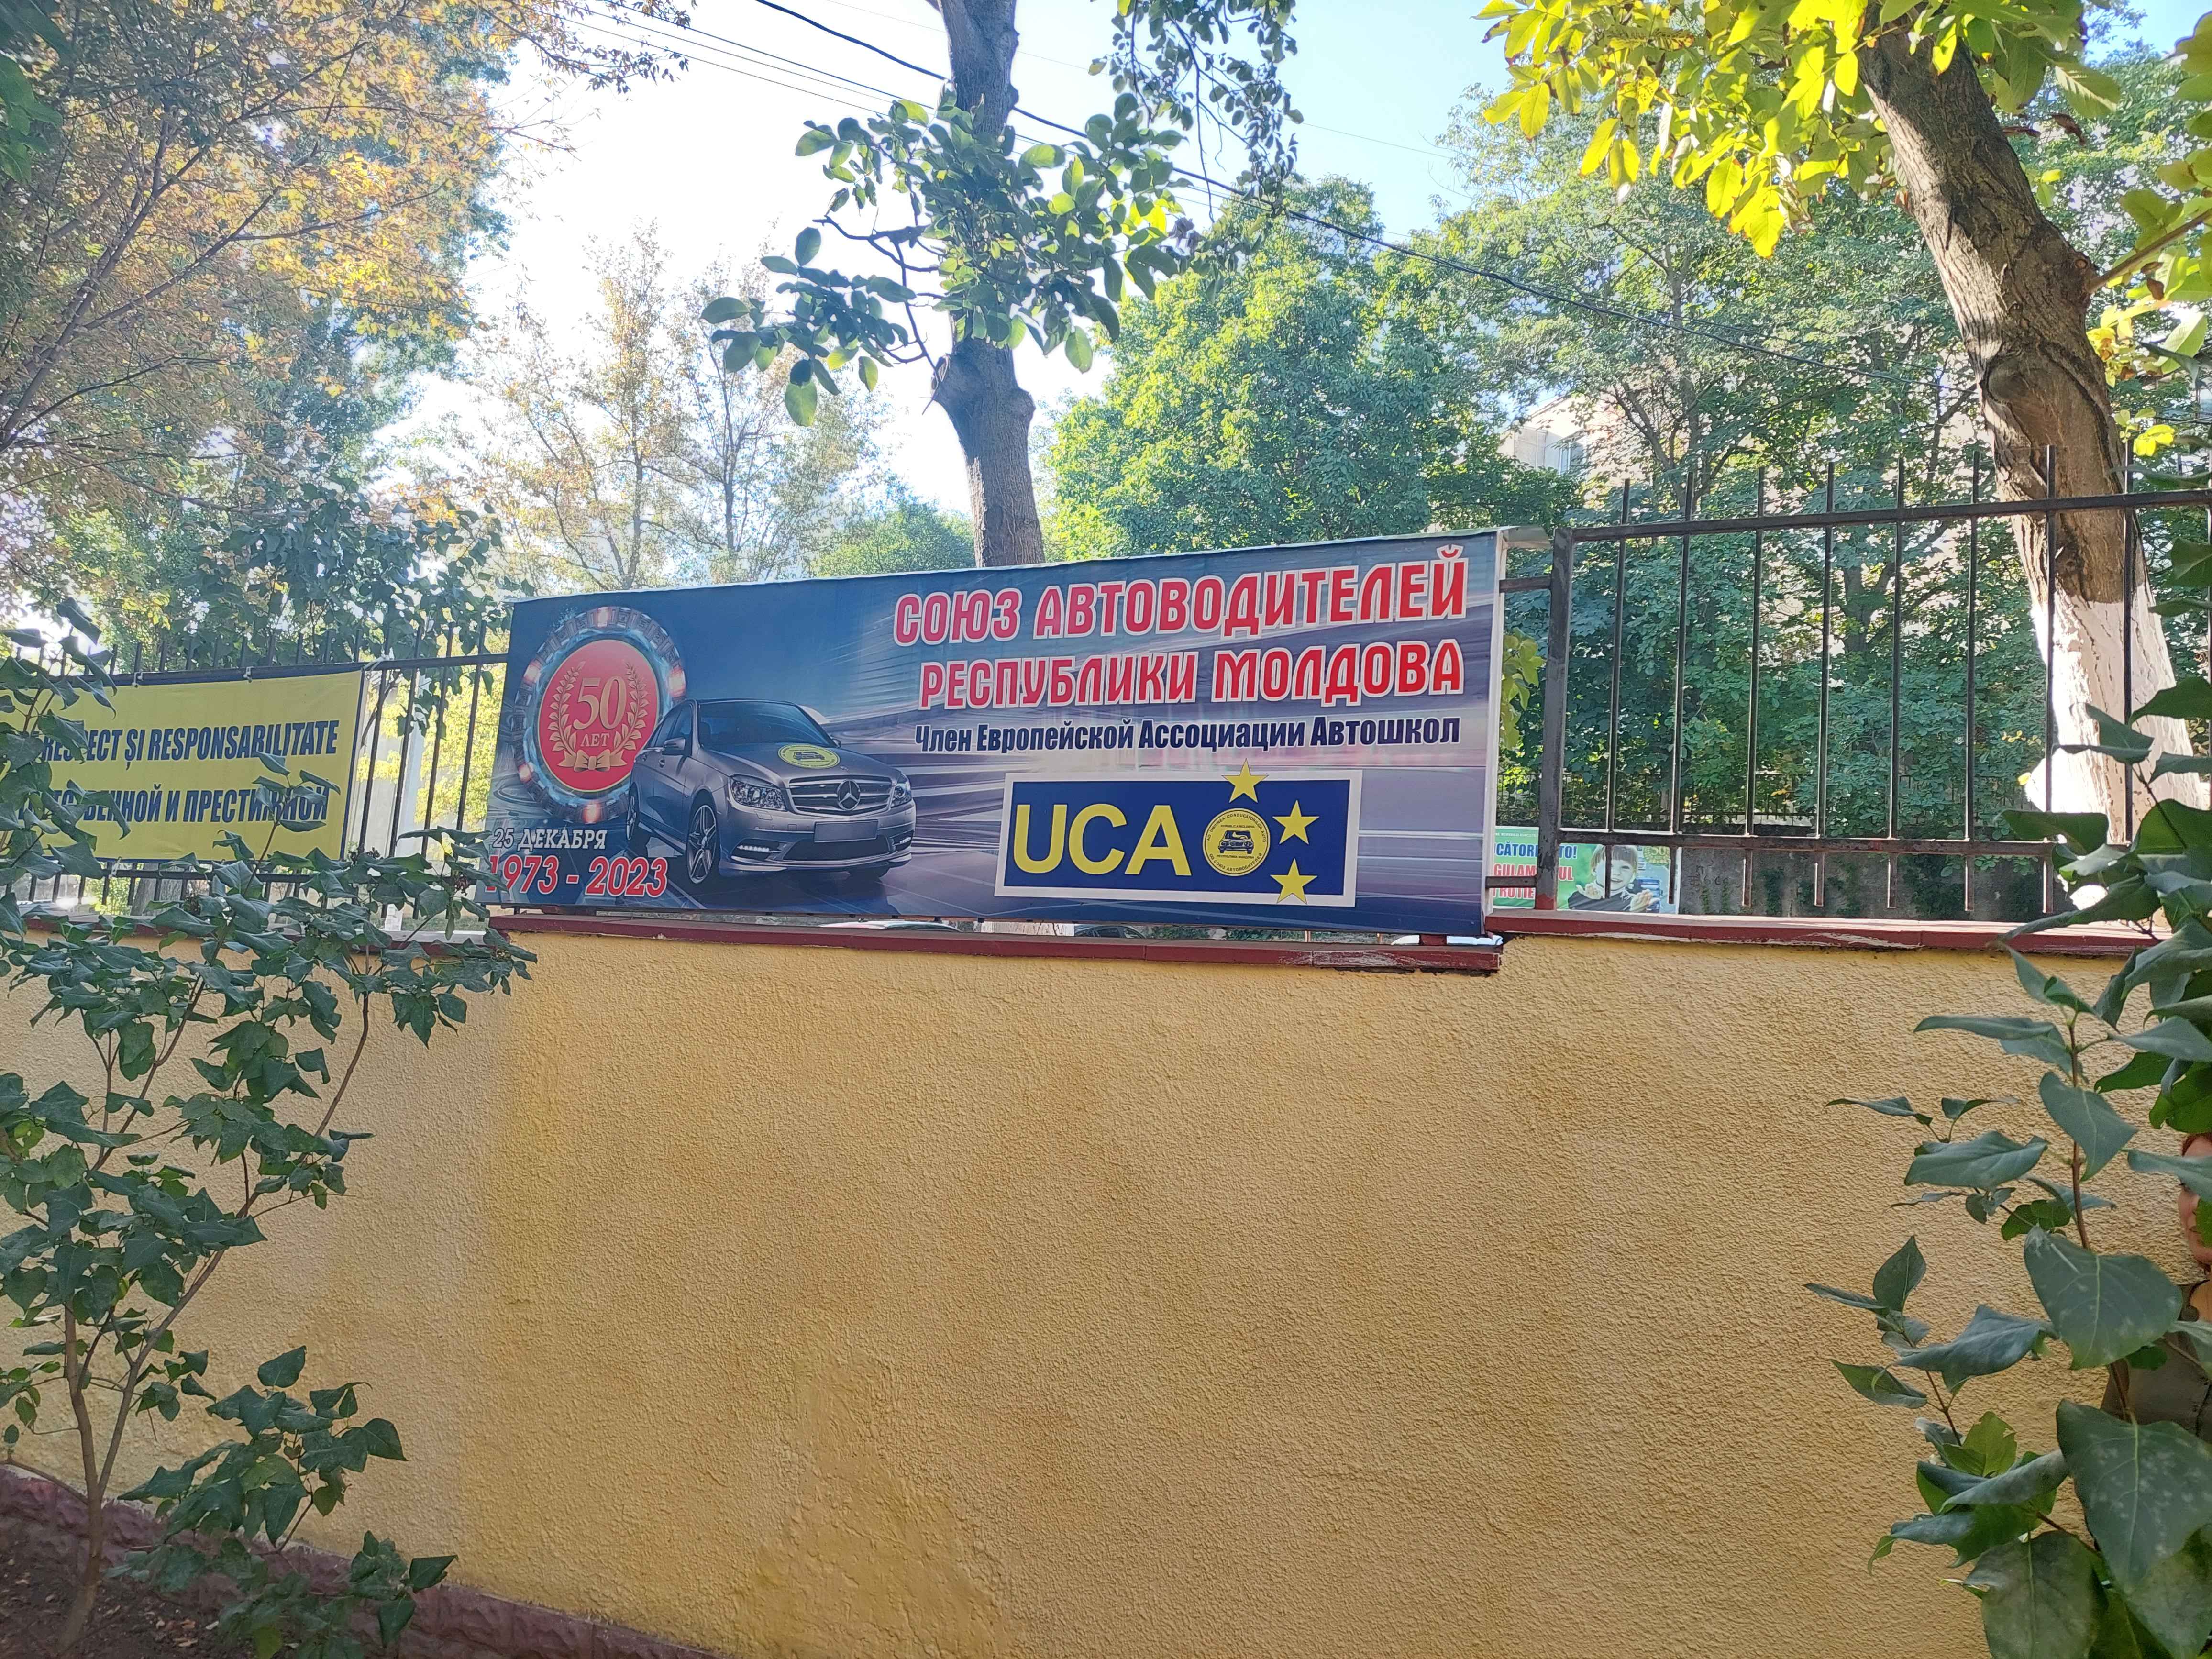 RESPECT ȘI RESPONSABILITATE
И ПРЕСТИЖНОЙ
СОЮЗ АВТОВОДИТЕЛЕЙ
РЕСПУБЛИКИ МОЛДОВА
Член Европейской Ассоциации Автошкол
50
ЛЕТ
25 ДЕКАБРЯ
1973 - 2023
UCA